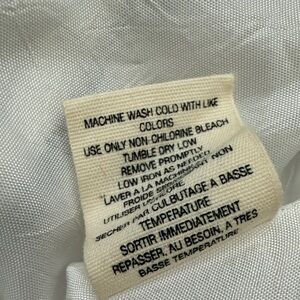 MACHINE WASH COLD WITH LIKE
COLORS
USE ONLY NON-CHLORINE BLEACH
TUMBLE DRY LOW
REMOVE PROMPTLY
LOW IRON AS NEEDED
LAVER A LA MACHINE
FROIDE
UTILISER NON
SECHER PAR CULBUTAGE A BASSE
TEMPERATURE
SORTIR IMMEDIATEMENT
REPASSER, AU BESOIN, A TRES
BASSE TEMPERATURE